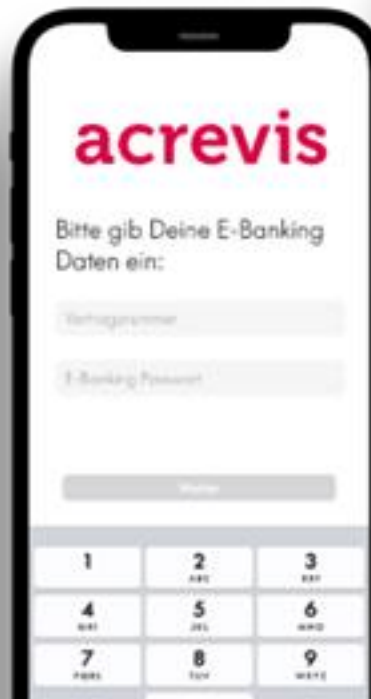 acrevis
Bitte gib Deine E-Banking
Daten ein:
Vertragsnummer
E-Banking Passwort
Weiter
1
2
ABC
3
DEF
4
GHI
5
JKL
6
MNO
7
PQRS
8
TUV
9
WXYZ